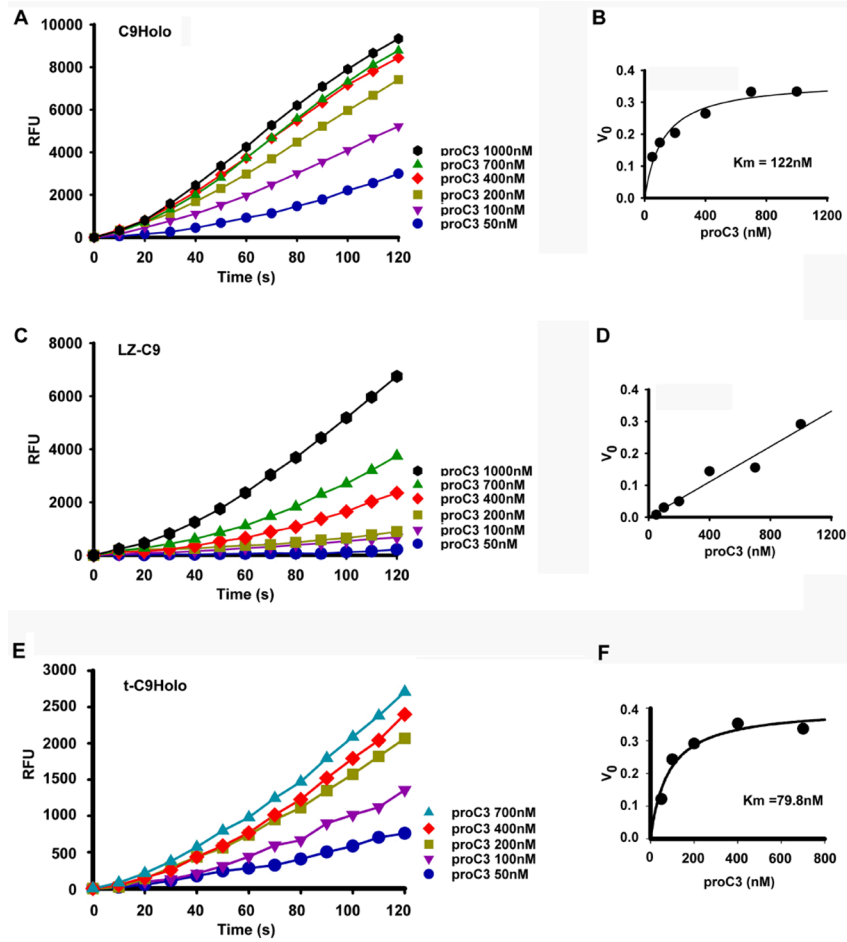 A
C9Holo
10000
8000
6000
4000
2000
0
RFU
0 20 40 60 80 100 120
Time (s)
proC3 1000nM
proC3 700nM
proC3 400nM
proC3 200nM
proC3 100nM
proC3 50nM
B
0.4
0.3
0.2
0.1
0.0
V0
Km = 122nM
0 400 800 1200
proC3 (nM)
C
LZ-C9
8000
6000
4000
2000
0
RFU
0 20 40 60 80 100 120
Time (s)
proC3 1000nM
proC3 700nM
proC3 400nM
proC3 200nM
proC3 100nM
proC3 50nM
D
0.4
0.3
0.2
0.1
0.0
V0
0 400 800 1200
proC3 (nM)
E
t-C9Holo
3000
2500
2000
1500
1000
500
0
RFU
0 20 40 60 80 100 120
Time (s)
proC3 700nM
proC3 400nM
proC3 200nM
proC3 100nM
proC3 50nM
F
0.4
0.3
0.2
0.1
0.0
V0
Km =79.8nM
0 200 400 600 800
proC3 (nM)